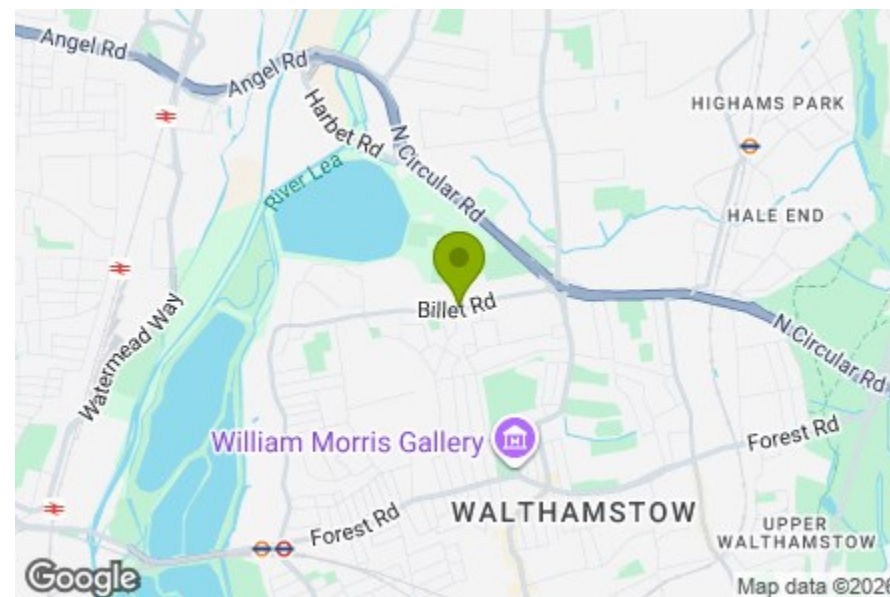 Angel Rd
Angel Rd
Harbet Rd
N Circular Rd
River Lea
HIGHAMS PARK
HALE END
Billet Rd
Watermead Way
N Circular Rd
William Morris Gallery
Forest Rd
Forest Rd
WALTHAMSTOW
UPPER
WALTHAMSTOW
Google
Map data ©2026